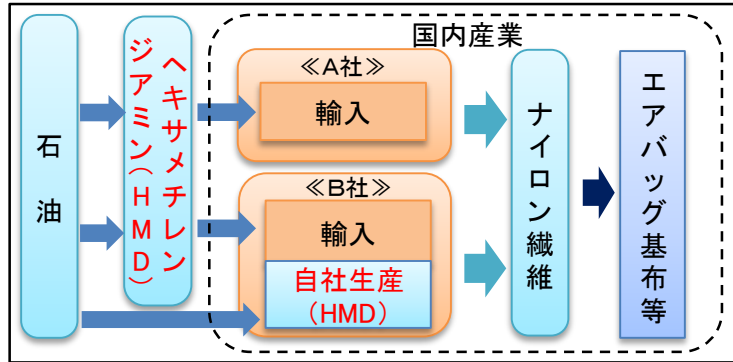 国内産業
石油
ヘキサメチレン
ジアミン(HMD)
≪A社≫
輸入
≪B社≫
輸入
自社生産
(HMD)
ナイロン繊維
エアバッグ基布等